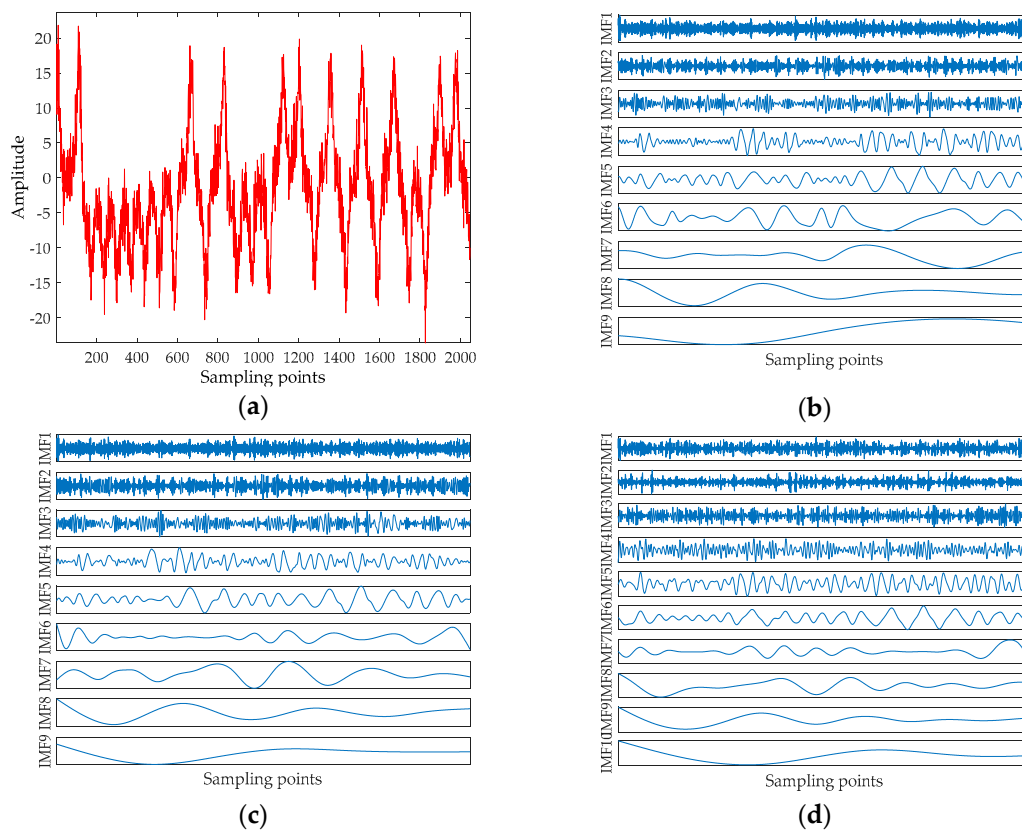 20
15
10
5
0
-5
-10
-15
-20
Amplitude
200 400 600 800 1000 1200 1400 1600 1800 2000
Sampling points
(a)
IMF1
IMF2
IMF3
IMF4
IMF5
IMF6
IMF7
IMF8
IMF9
Sampling points
(b)
IMF1
IMF2
IMF3
IMF4
IMF5
IMF6
IMF7
IMF8
IMF9
Sampling points
(c)
IMF1
IMF2
IMF3
IMF4
IMF5
IMF6
IMF7
IMF8
IMF9
IMF10
Sampling points
(d)